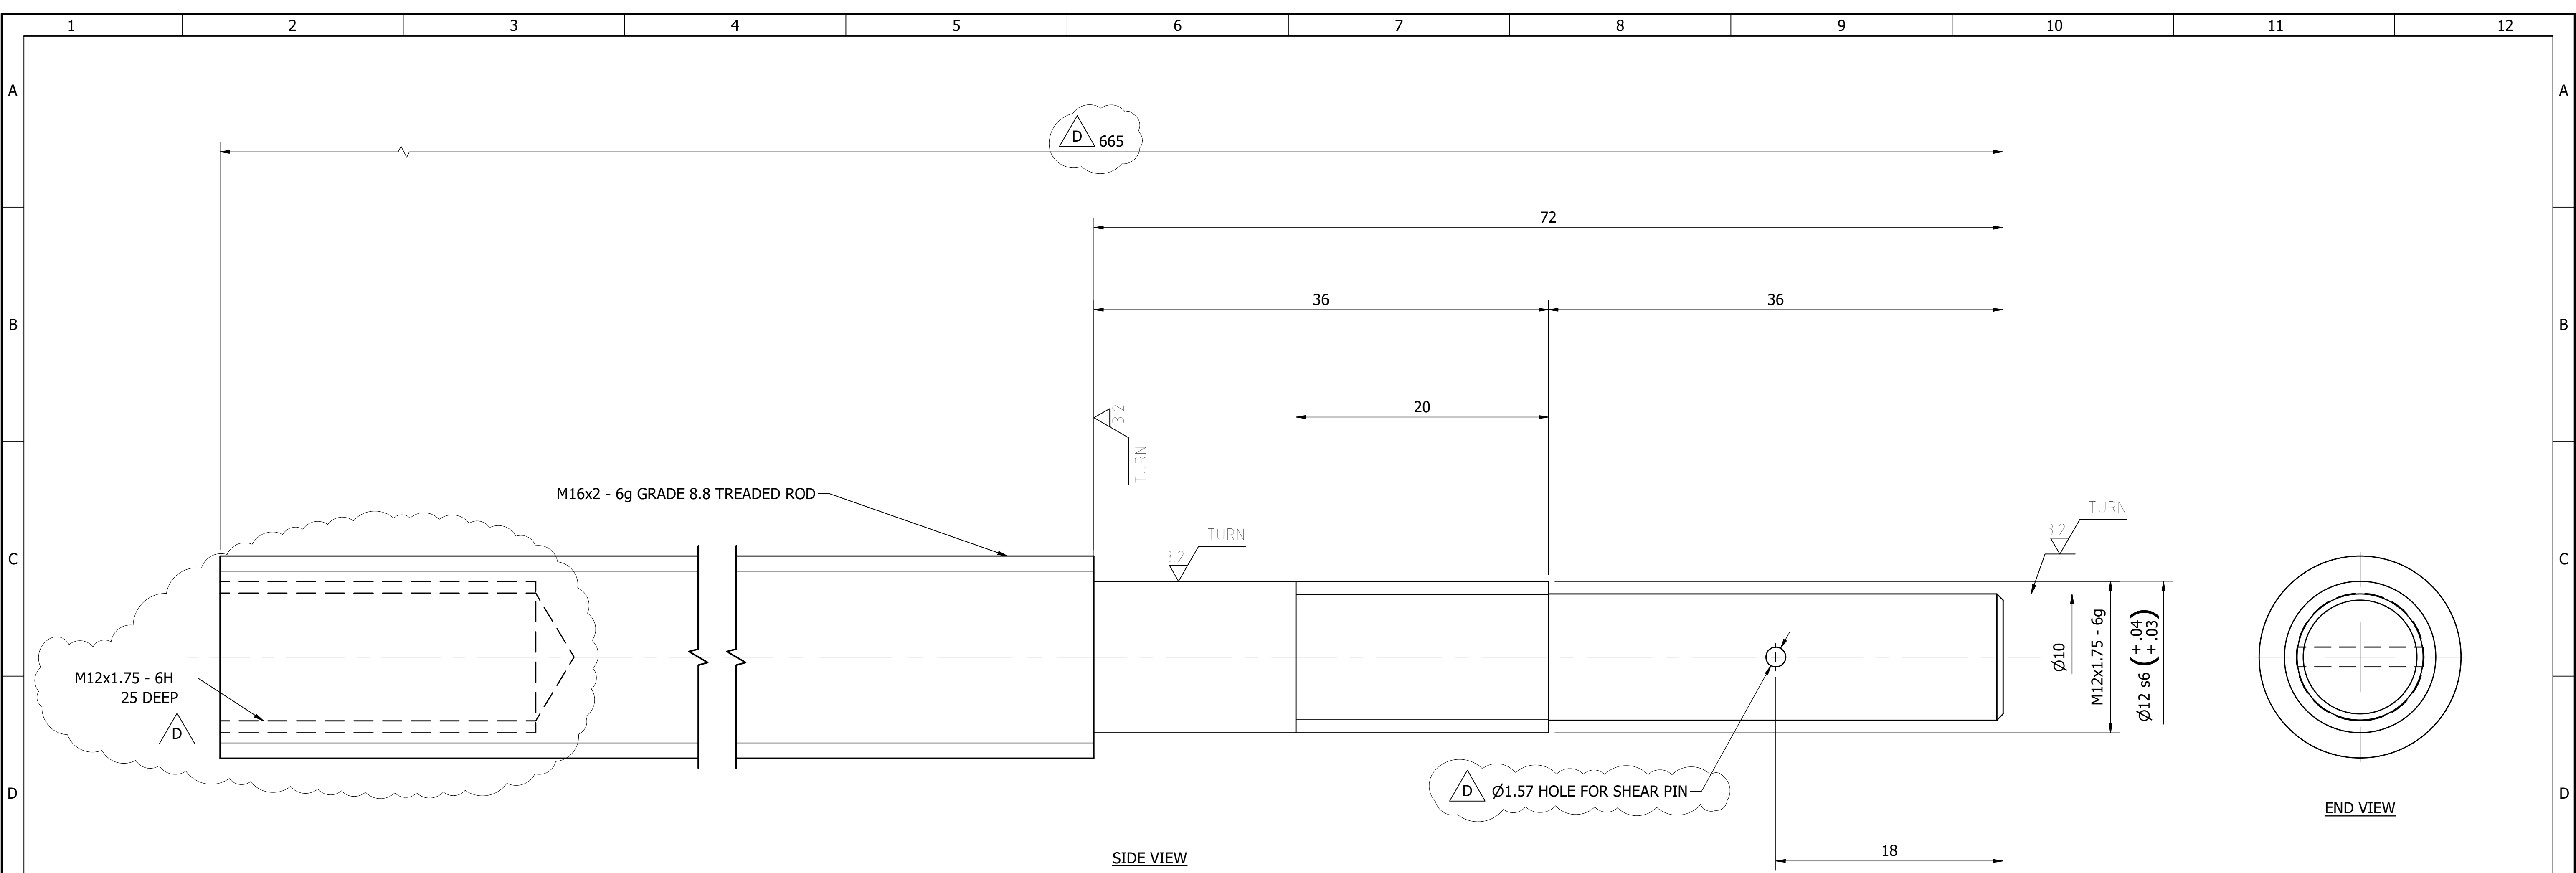 1 2 3 4 5 6 7 8 9 10 11 12
A A
D 665
72
B B
36 36
20
3.2
TURN
M16x2 - 6g GRADE 8.8 TREADED ROD
TURN
3.2
TURN
3.2
C C
M12x1.75 - 6H
25 DEEP
D
Ø10
M12x1.75 - 6g
Ø12 s6 (+ .04 + .03)
D Ø1.57 HOLE FOR SHEAR PIN
D D
END VIEW
SIDE VIEW
18